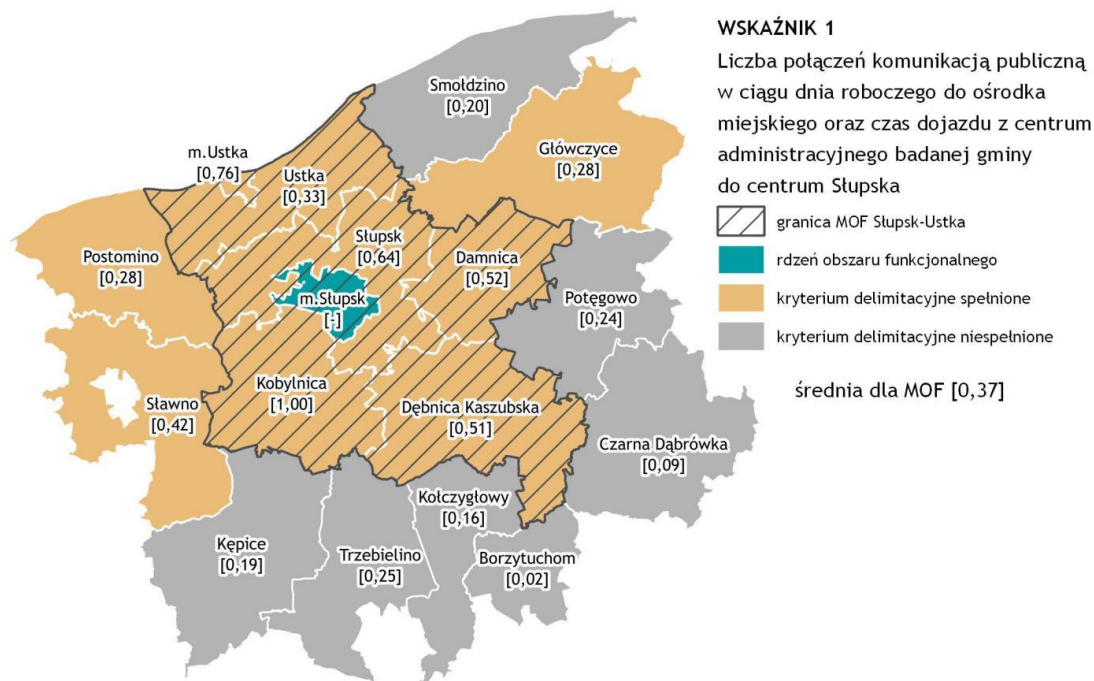 WSKAŹNIK 1
Liczba połączeń komunikacją publiczną
w ciągu dnia roboczego do ośrodka
miejskiego oraz czas dojazdu z centrum
administracyjnego badanej gminy
do centrum Słupska
granica MOF Słupsk-Ustka
rdzeń obszaru funkcjonalnego
kryterium delimitacyjne spełnione
kryterium delimitacyjne niespełnione
średnia dla MOF [0,37]
Smołdzino
[0,20]
Główczyce
[0,28]
m.Ustka
[0,76]
Ustka
[0,33]
Słupsk
[0,64]
Damnica
[0,52]
Postomino
[0,28]
m.Słupsk
[-]
Potęgowo
[0,24]
Sławno
[0,42]
Kobylnica
[1,00]
Dębnica Kaszubska
[0,51]
Czarna Dąbrówka
[0,09]
Kołczygłowy
[0,16]
Kępice
[0,19]
Trzebielino
[0,25]
Borzytuchom
[0,02]